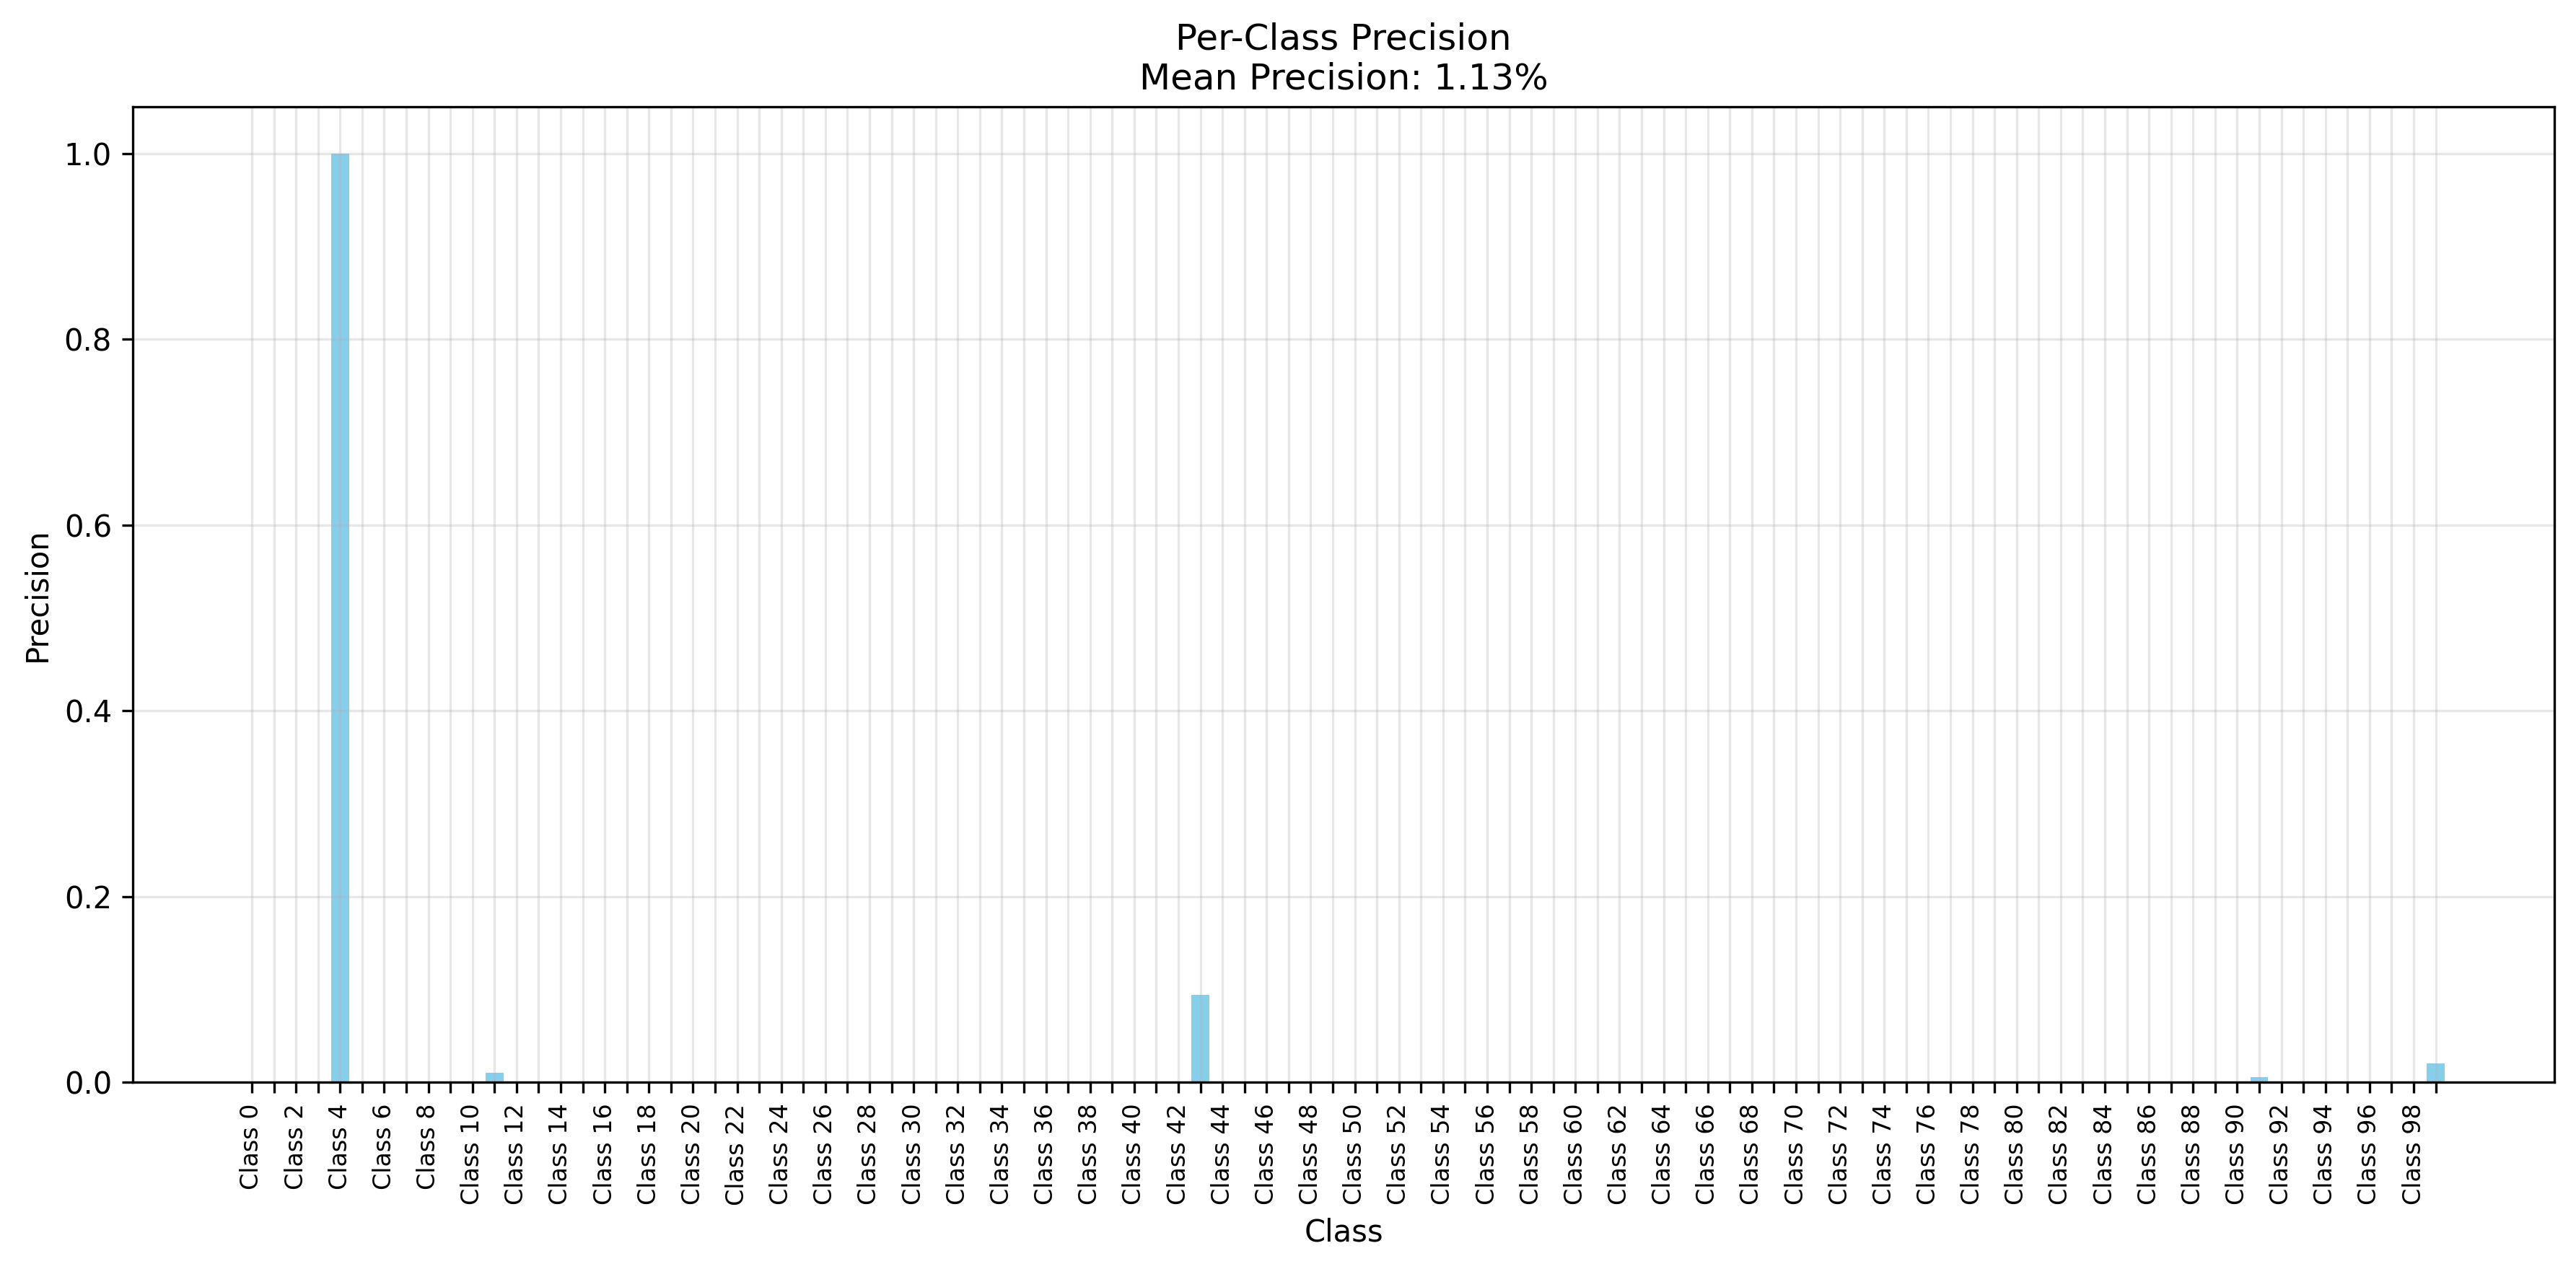 Per-Class Precision
Mean Precision: 1.13%
Precision
1.0
0.8
0.6
0.4
0.2
0.0
Class 0
Class 2
Class 4
Class 6
Class 8
Class 10
Class 12
Class 14
Class 16
Class 18
Class 20
Class 22
Class 24
Class 26
Class 28
Class 30
Class 32
Class 34
Class 36
Class 38
Class 40
Class 42
Class 44
Class 46
Class 48
Class 50
Class 52
Class 54
Class 56
Class 58
Class 60
Class 62
Class 64
Class 66
Class 68
Class 70
Class 72
Class 74
Class 76
Class 78
Class 80
Class 82
Class 84
Class 86
Class 88
Class 90
Class 92
Class 94
Class 96
Class 98
Class